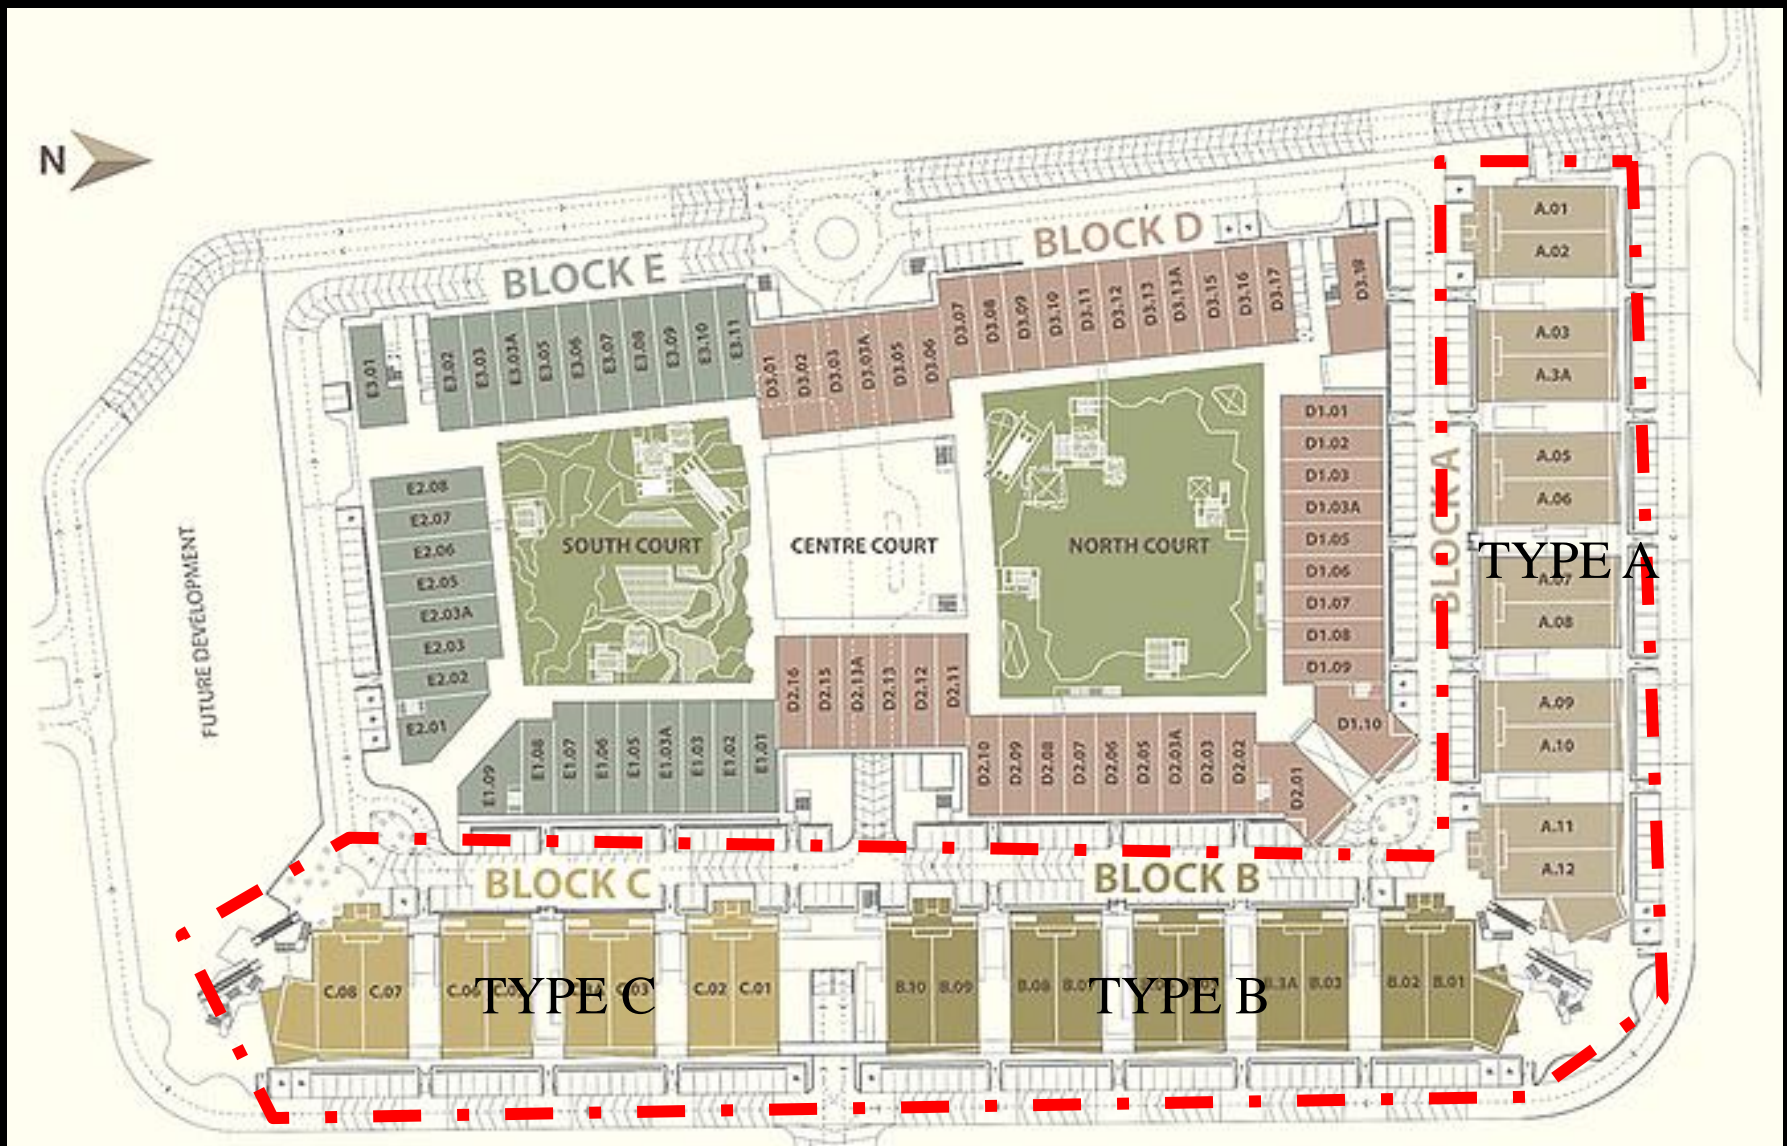 N
BLOCK E
BLOCK D
E3.01
E3.02
E3.03
E3.03A
E3.05
E3.06
E3.07
E3.08
E3.09
E3.10
E3.11
D3.01
D3.02
D3.03
D3.03A
D3.05
D3.06
D3.07
D3.08
D3.09
D3.10
D3.11
D3.12
D3.13
D3.13A
D3.15
D3.16
D3.17
D3.18
A.01
A.02
A.03
A.3A
A.05
A.06
BLOCK A
TYPE A
A.07
A.08
A.09
A.10
A.11
A.12
D1.01
D1.02
D1.03
D1.03A
D1.05
D1.06
D1.07
D1.08
D1.09
D1.10
E2.08
E2.07
E2.06
E2.05
E2.03A
E2.03
E2.02
E2.01
SOUTH COURT
CENTRE COURT
NORTH COURT
FUTURE DEVELOPMENT
E1.09
E1.08
E1.07
E1.06
E1.05
E1.03A
E1.03
E1.02
E1.01
D2.16
D2.15
D2.13A
D2.13
D2.12
D2.11
D2.10
D2.09
D2.08
D2.07
D2.06
D2.05
D2.03A
D2.03
D2.02
D2.01
BLOCK C
BLOCK B
C.08
C.07
TYPE C
C.02
C.01
B.10
B.09
B.08
TYPE B
B.3A
B.03
B.02
B.01